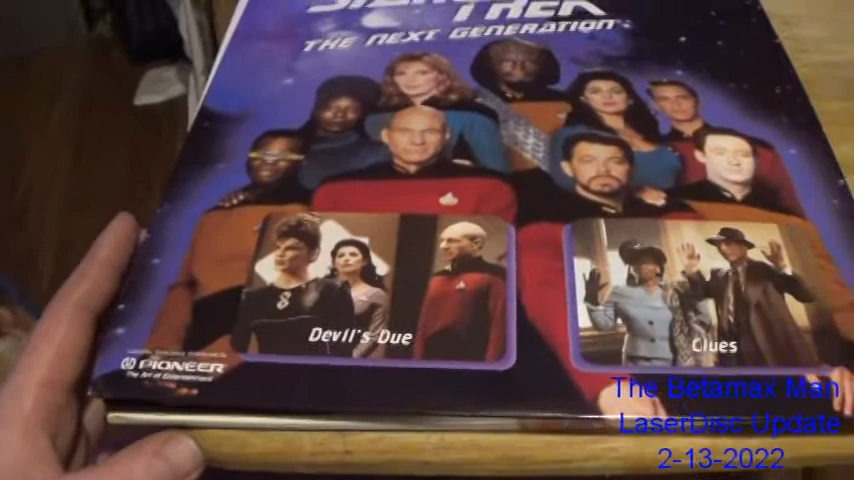 STAR TREK
THE NEXT GENERATION
Devil's Due
Clues
PIONEER
The Art of Entertainment
The Betamax Man
LaserDisc Update
2-13-2022